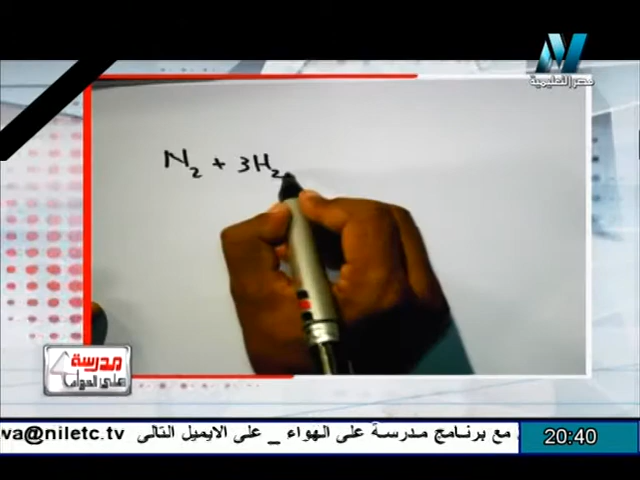 مصر التعليمية
N₂ + 3H₂
مدرسة
على الهواء
مع برنامج مدرسة على الهواء _ على الايميل التالى wa@niletc.tv
20:40